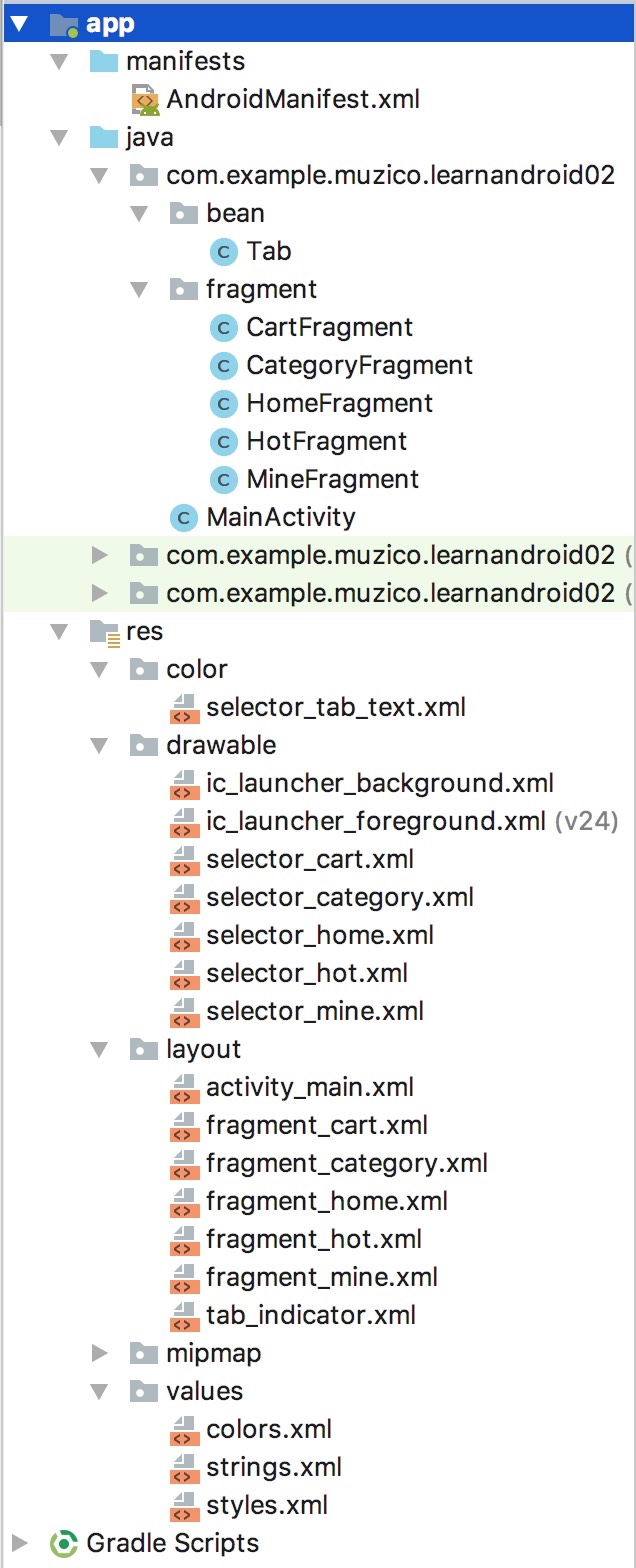 app
manifests
AndroidManifest.xml
java
com.example.muzico.learnandroid02
bean
C Tab
fragment
C CartFragment
C CategoryFragment
C HomeFragment
C HotFragment
C MineFragment
C MainActivity
com.example.muzico.learnandroid02 (
com.example.muzico.learnandroid02 (
res
color
selector_tab_text.xml
drawable
ic_launcher_background.xml
ic_launcher_foreground.xml (v24)
selector_cart.xml
selector_category.xml
selector_home.xml
selector_hot.xml
selector_mine.xml
layout
activity_main.xml
fragment_cart.xml
fragment_category.xml
fragment_home.xml
fragment_hot.xml
fragment_mine.xml
tab_indicator.xml
mipmap
values
colors.xml
strings.xml
styles.xml
Gradle Scripts